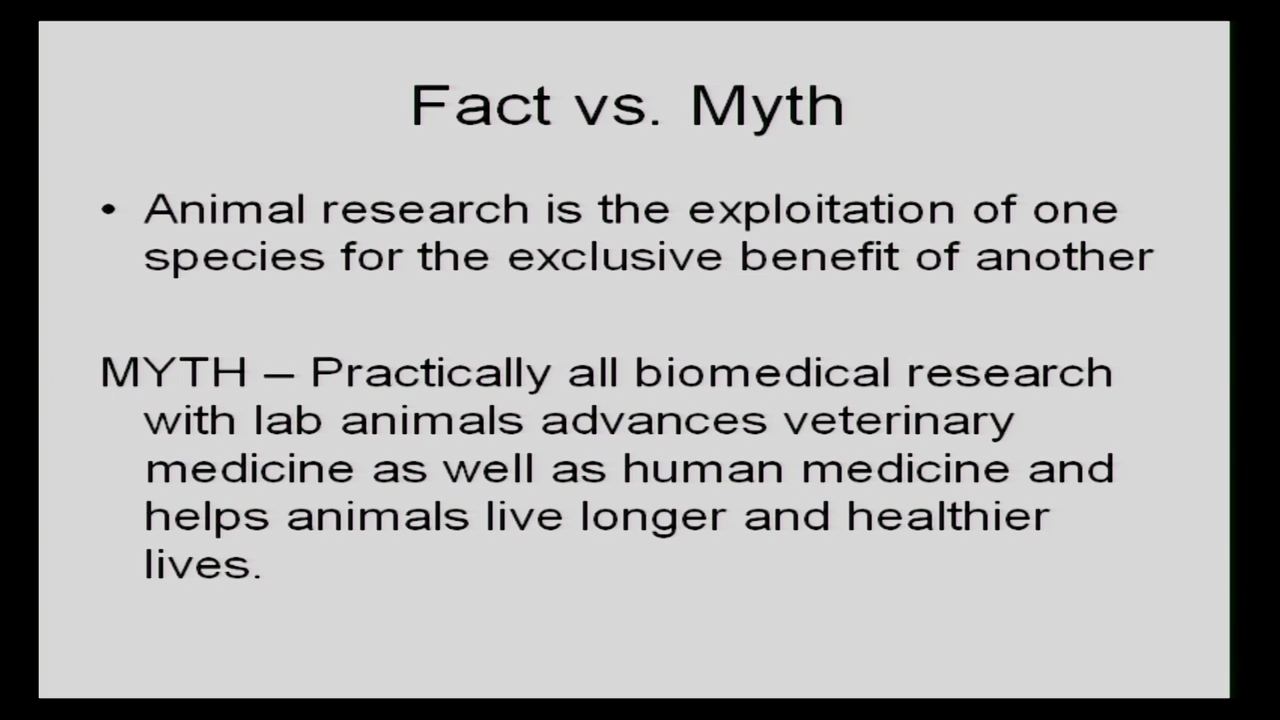 Fact vs. Myth
• Animal research is the exploitation of one
species for the exclusive benefit of another
MYTH – Practically all biomedical research
with lab animals advances veterinary
medicine as well as human medicine and
helps animals live longer and healthier
lives.